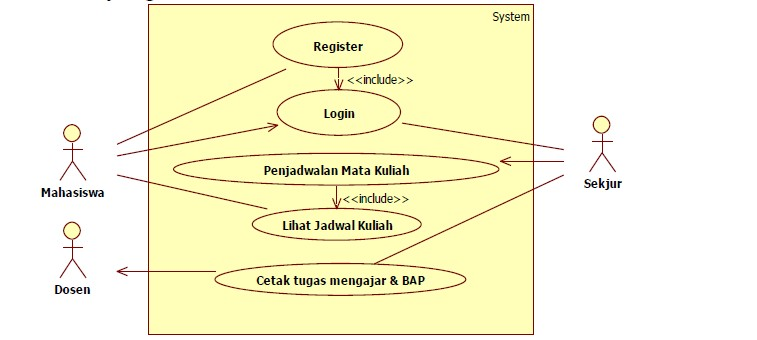 System
Register
<<include>>
Login
Penjadwalan Mata Kuliah
Mahasiswa
Sekjur
<<include>>
Lihat Jadwal Kuliah
Cetak tugas mengajar & BAP
Dosen